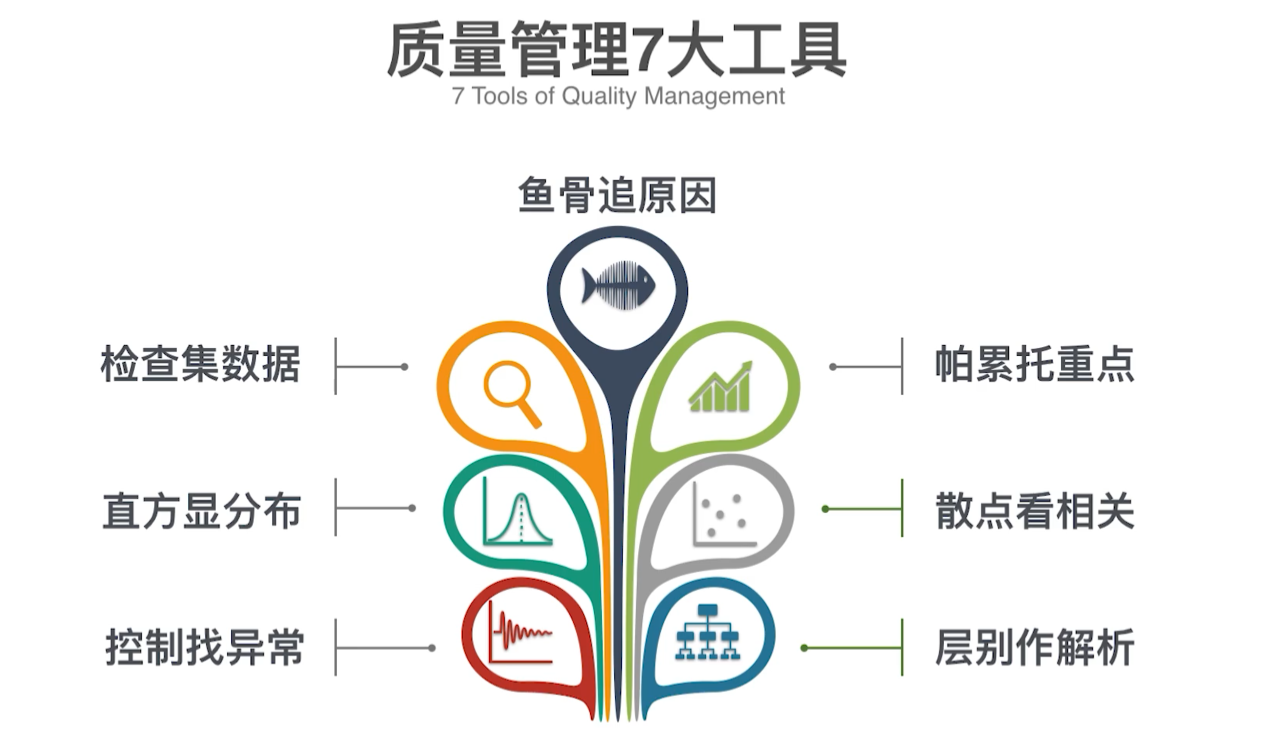 质量管理7大工具
7 Tools of Quality Management
鱼骨追原因
检查集数据
帕累托重点
直方显分布
散点看相关
控制找异常
层别作解析